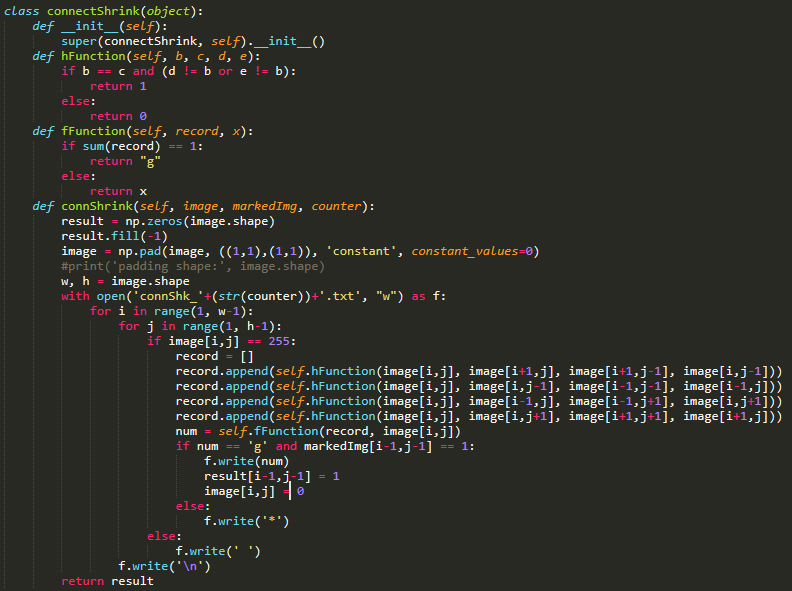 class connectShrink(object):
    def __init__(self):
        super(connectShrink, self).__init__()
    def hFunction(self, b, c, d, e):
        if b == c and (d != b or e != b):
            return 1
        else:
            return 0
    def fFunction(self, record, x):
        if sum(record) == 1:
            return "g"
        else:
            return x
    def connShrink(self, image, markedImg, counter):
        result = np.zeros(image.shape)
        result.fill(-1)
        image = np.pad(image, ((1,1),(1,1)), 'constant', constant_values=0)
        #print('padding shape:', image.shape)
        w, h = image.shape
        with open('connShk_'+(str(counter))+'.txt', "w") as f:
            for i in range(1, w-1):
                for j in range(1, h-1):
                    if image[i,j] == 255:
                        record = []
                        record.append(self.hFunction(image[i,j], image[i+1,j], image[i+1,j-1], image[i,j-1]))
                        record.append(self.hFunction(image[i,j], image[i,j-1], image[i-1,j-1], image[i-1,j]))
                        record.append(self.hFunction(image[i,j], image[i-1,j], image[i-1,j+1], image[i,j+1]))
                        record.append(self.hFunction(image[i,j], image[i,j+1], image[i+1,j+1], image[i+1,j]))
                        num = self.fFunction(record, image[i,j])
                        if num == 'g' and markedImg[i-1,j-1] == 1:
                            f.write(num)
                            result[i-1,j-1] = 1
                            image[i,j] = 0
                        else:
                            f.write('*')
                    else:
                        f.write(' ')
                f.write('\n')
        return result